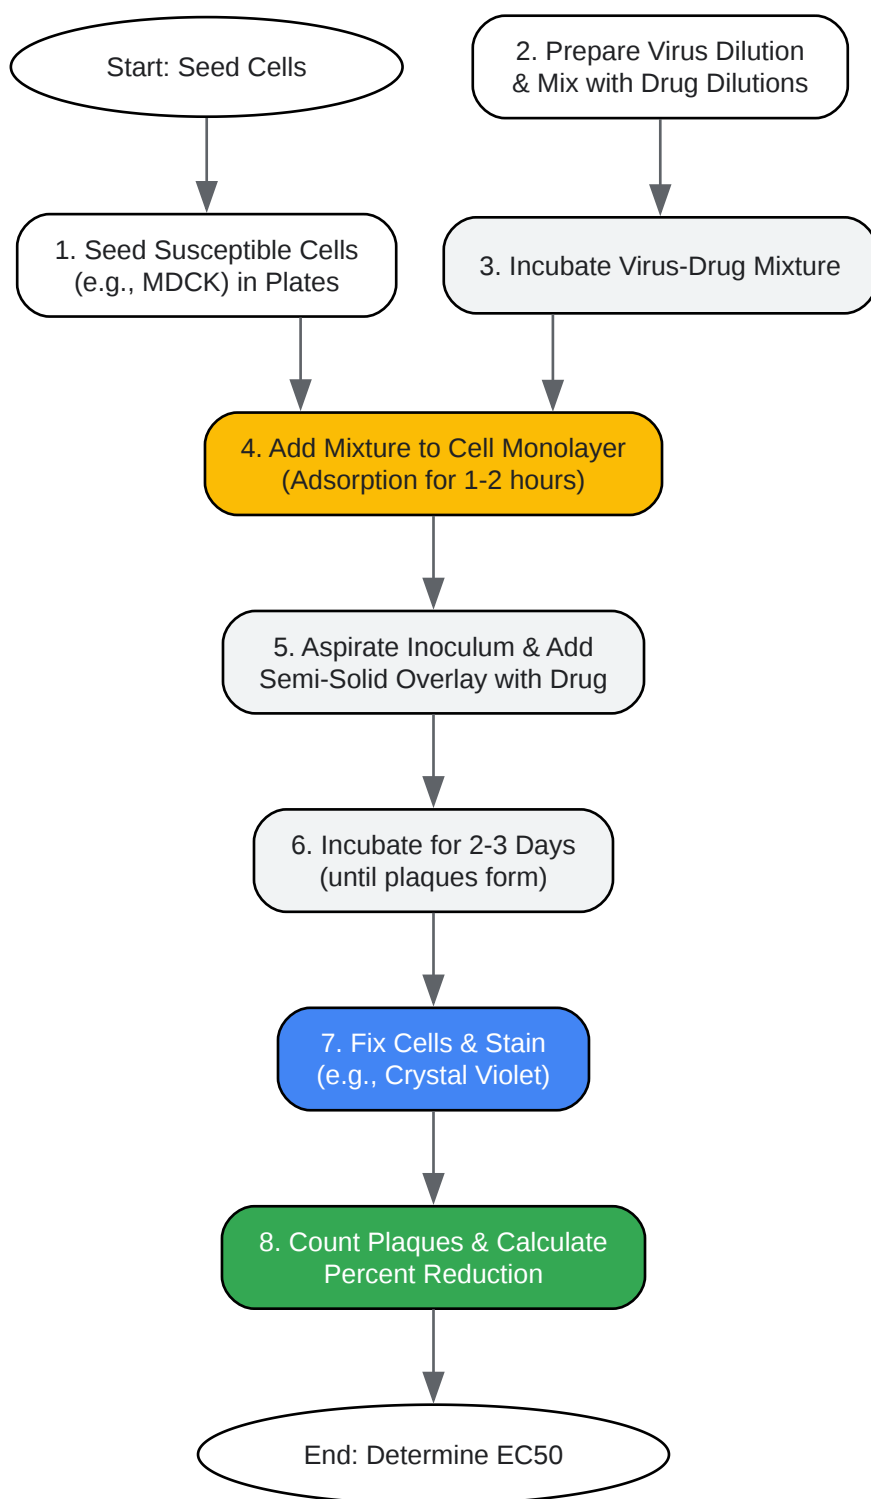 Start: Seed Cells
2. Prepare Virus Dilution
& Mix with Drug Dilutions
1. Seed Susceptible Cells
(e.g., MDCK) in Plates
3. Incubate Virus-Drug Mixture
4. Add Mixture to Cell Monolayer
(Adsorption for 1-2 hours)
5. Aspirate Inoculum & Add
Semi-Solid Overlay with Drug
6. Incubate for 2-3 Days
(until plaques form)
7. Fix Cells & Stain
(e.g., Crystal Violet)
8. Count Plaques & Calculate
Percent Reduction
End: Determine EC50